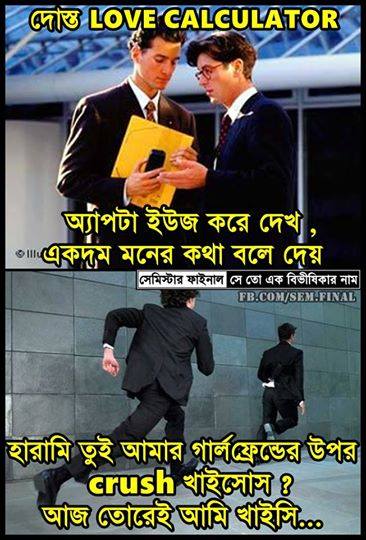 দোস্ত LOVE CALCULATOR
অ্যাপটা ইউজ করে দেখ ,
© Illu
একদম মনের কথা বলে দেয়
সেমিস্টার ফাইনাল সে তো এক বিভীষিকার নাম
FB.COM/SEM.FINAL
হারামি তুই আমার গার্লফ্রেন্ডের উপর
crush খাইসোস ?
আজ তোরেই আমি খাইসি...